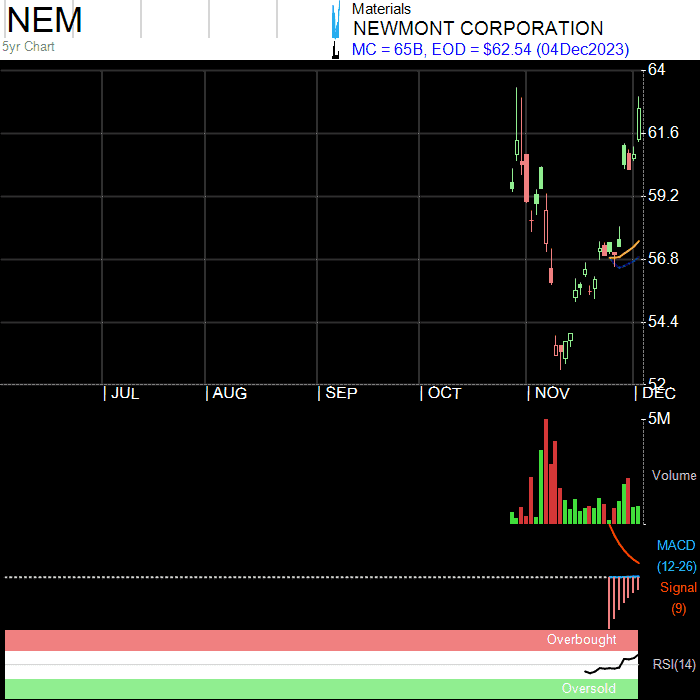 NEM
5yr Chart
Materials
NEWMONT CORPORATION
MC = 65B, EOD = $62.54 (04Dec2023)
64
61.6
59.2
56.8
54.4
52
JUL AUG SEP OCT NOV DEC
5M
Volume
MACD
(12-26)
Signal
(9)
Overbought
RSI(14)
Oversold